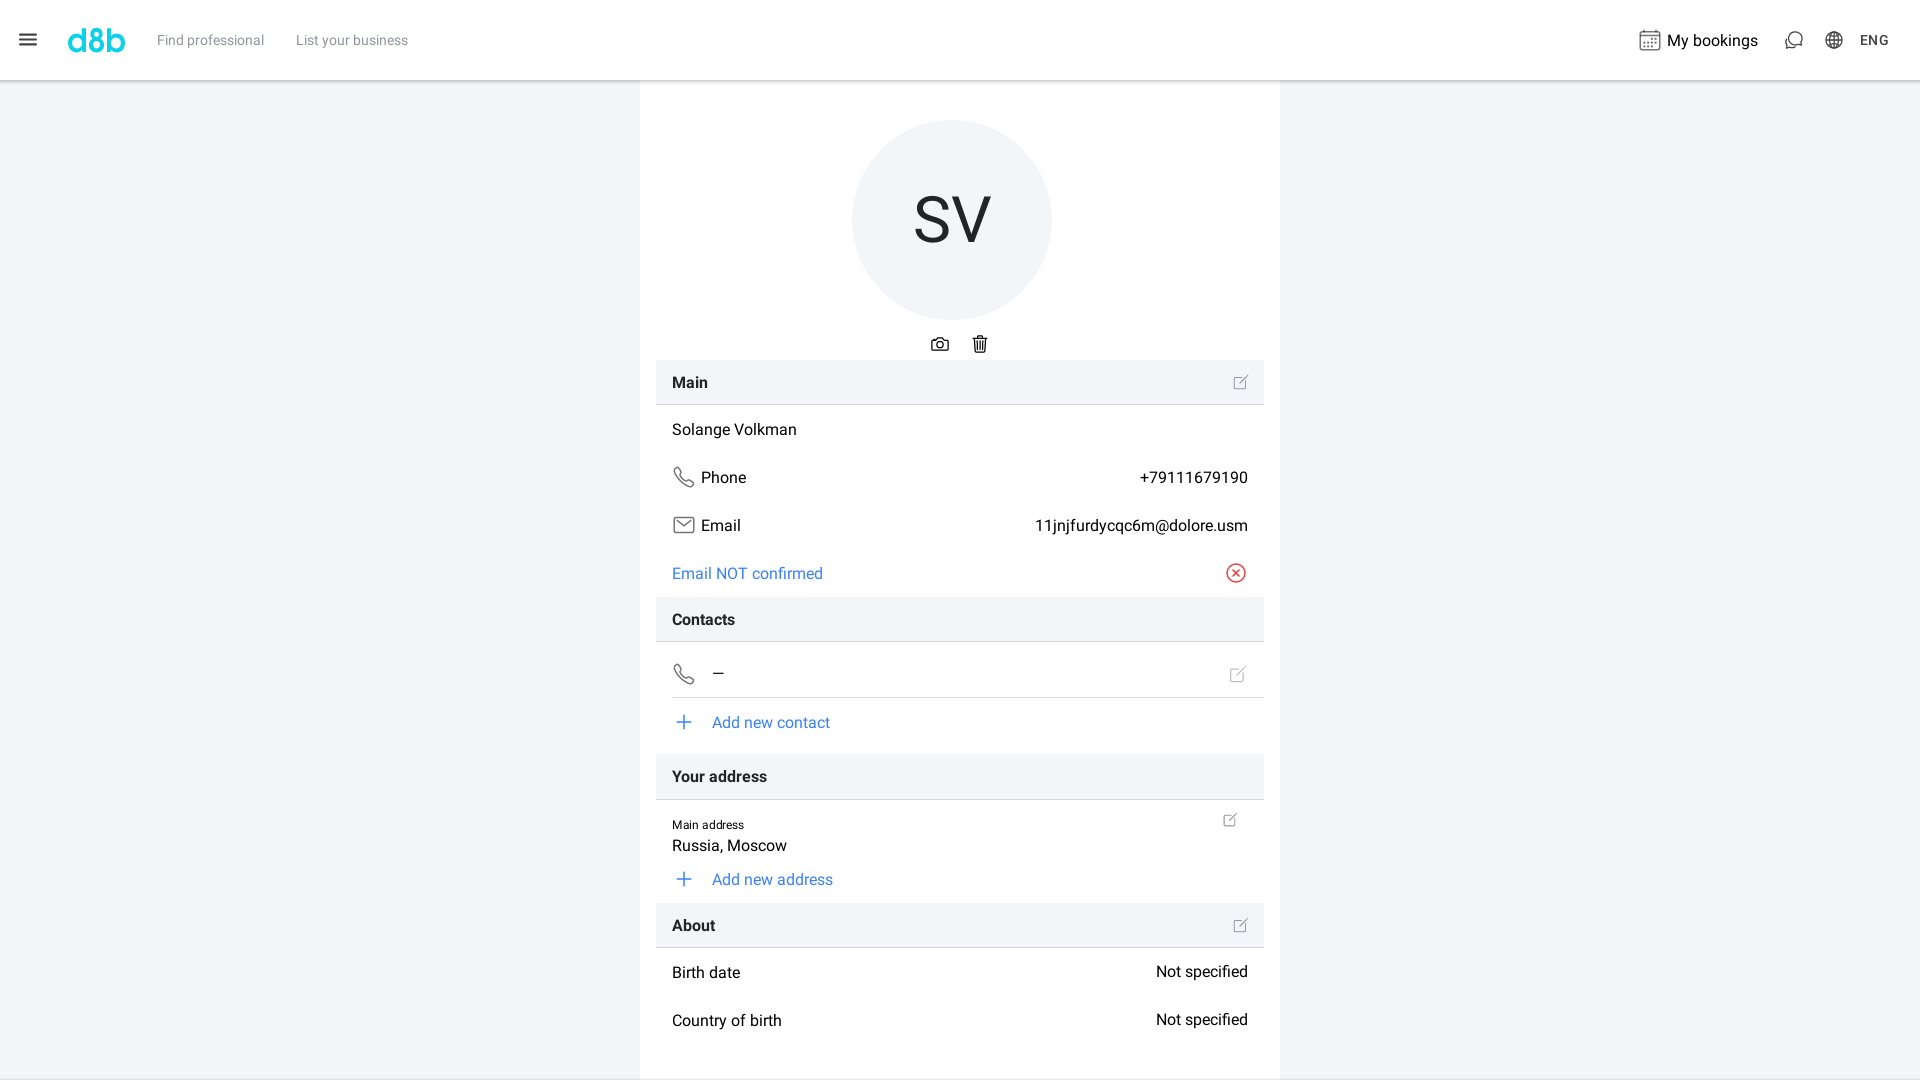 d8b
Find professional
List your business
My bookings
ENG
SV
Main
Solange Volkman
Phone
+79111679190
Email
11jnjfurdycqc6m@dolore.usm
Email NOT confirmed
Contacts
—
Add new contact
Your address
Main address
Russia, Moscow
Add new address
About
Birth date
Not specified
Country of birth
Not specified